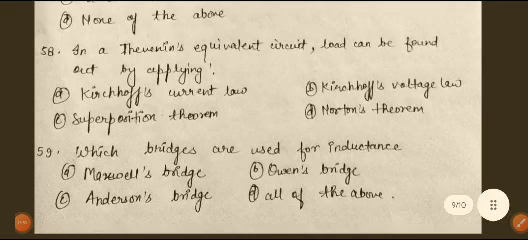 (d) None of the above
58. In a Thevenin's equivalent circuit, load can be found
out by applying:
(a) Kirchhoff's current law (b) Kirchhoff's voltage law
(c) Superposition theorem (d) Norton's theorem
59. Which bridges are used for inductance
(a) Maxwell's bridge (b) Owen's bridge
(c) Anderson's bridge (d) all of the above.
9/10